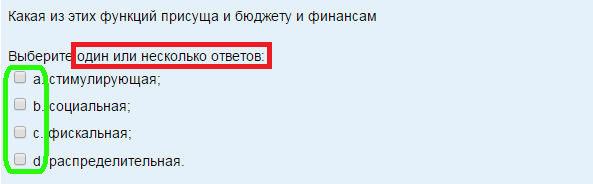 Какая из этих функций присуща и бюджету и финансам
Выберите один или несколько ответов:
a. стимулирующая;
b. социальная;
c. фискальная;
d. распределительная.